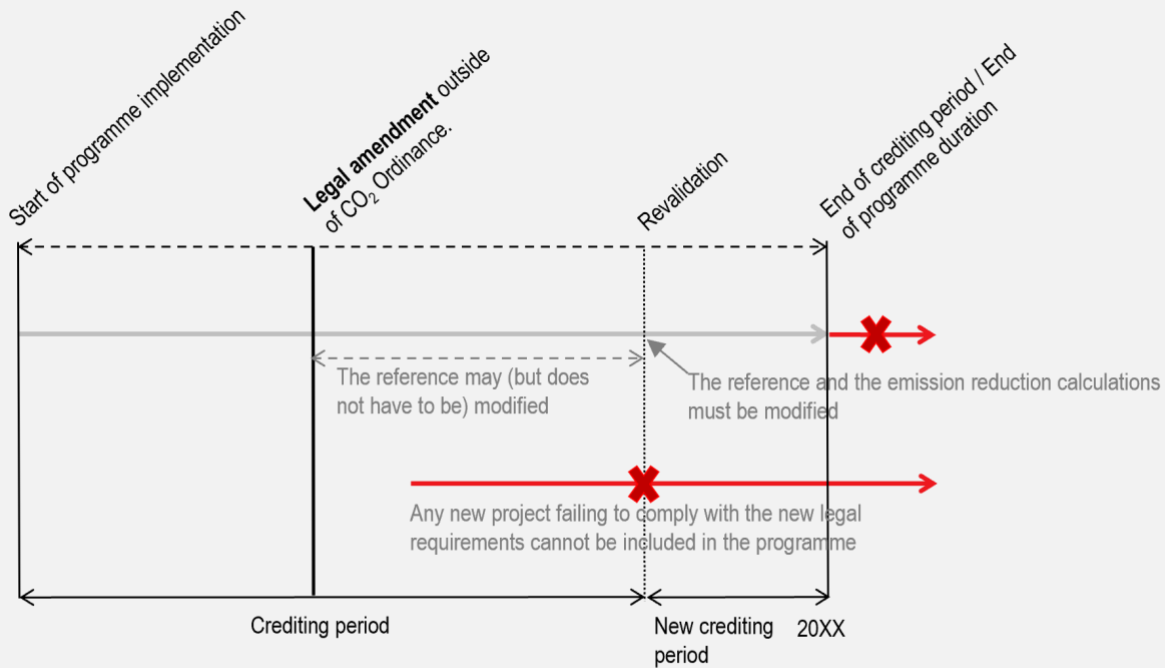 Start of programme implementation
Legal amendment outside
of CO₂ Ordinance.
Revalidation
End of crediting period / End
of programme duration
The reference may (but does
not have to be) modified
The reference and the emission reduction calculations
must be modified
Any new project failing to comply with the new legal
requirements cannot be included in the programme
Crediting period
New crediting
period
20XX